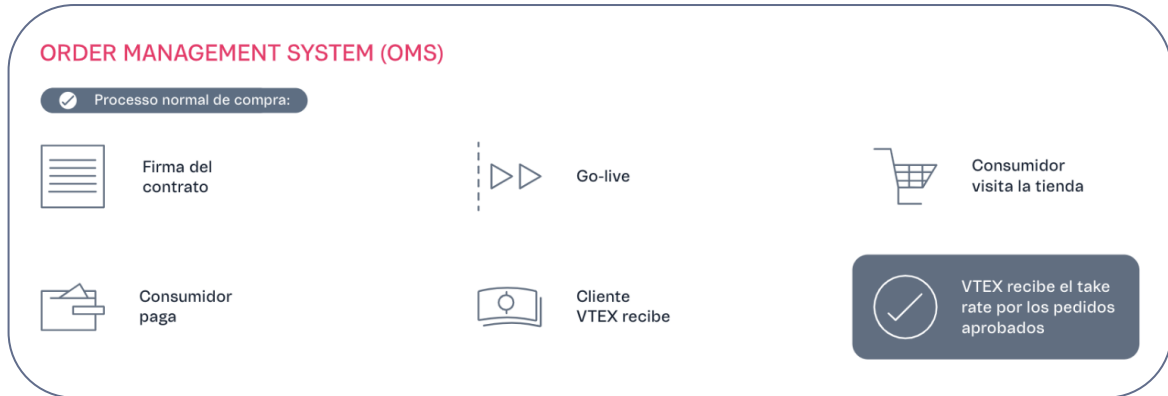 ORDER MANAGEMENT SYSTEM (OMS)
Processo normal de compra:
Firma del
contrato
Go-live
Consumidor
visita la tienda
Consumidor
paga
Cliente
VTEX recibe
VTEX recibe el take
rate por los pedidos
aprobados